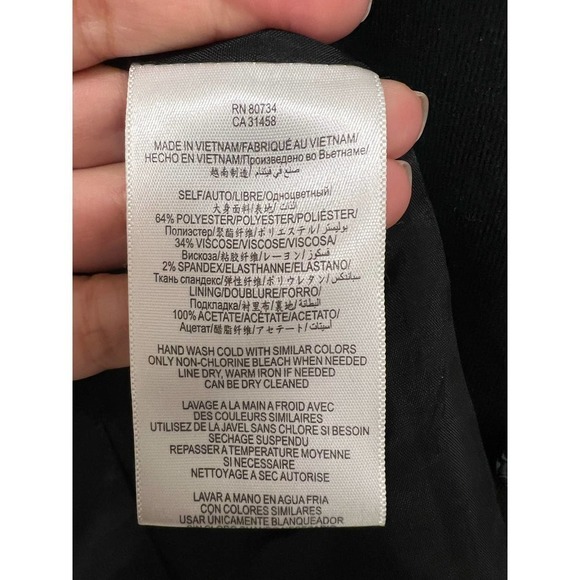 RN 80734
CA 31458
MADE IN VIETNAM/FABRIQUÉ AU VIETNAM/
HECHO EN VIETNAM/Произведено во Вьетнаме/
越南制造/ صنع في فيتنام
SELF/AUTO/LIBRE/Одноцветный/
大身面料/表地/ الذات
64% POLYESTER/POLYESTER/POLIÉSTER/
Полиэстер/聚酯纤维/ポリエステル/ بوليستر
34% VISCOSE/VISCOSE/VISCOSA/
Вискоза/粘胶纤维/レーヨン/ فسكوز
2% SPANDEX/ELASTHANNE/ELASTANO/
Ткань спандекс/弹性纤维/ポリウレタン/ سباندكس
LINING/DOUBLURE/FORRO/
Подкладка/衬里布/裏地/ البطانة
100% ACETATE/ACÉTATE/ACETATO/
Ацетат/醋酯纤维/アセテート/ أسيتات
HAND WASH COLD WITH SIMILAR COLORS
ONLY NON-CHLORINE BLEACH WHEN NEEDED
LINE DRY, WARM IRON IF NEEDED
CAN BE DRY CLEANED
LAVAGE A LA MAIN A FROID AVEC
DES COULEURS SIMILAIRES
UTILISEZ DE LA JAVEL SANS CHLORE SI BESOIN
SECHAGE SUSPENDU
REPASSER A TEMPERATURE MOYENNE
SI NECESSAIRE
NETTOYAGE A SEC AUTORISE
LAVAR A MANO EN AGUA FRIA
CON COLORES SIMILARES
USAR ÚNICAMENTE BLANQUEADOR